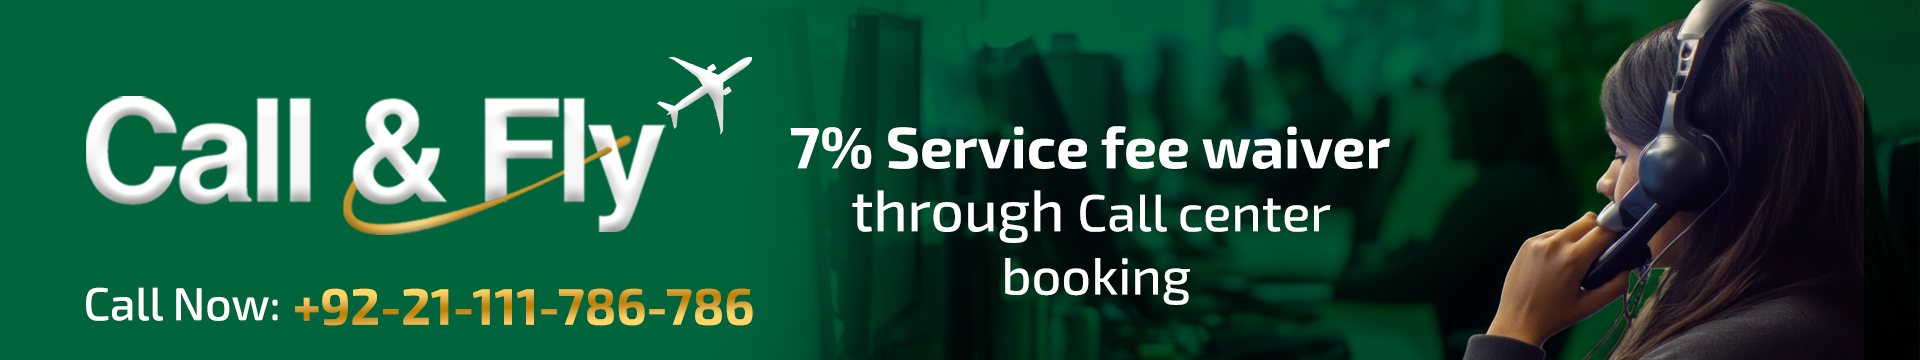 Call & Fly
Call Now: +92-21-111-786-786
7% Service fee waiver
through Call center
booking